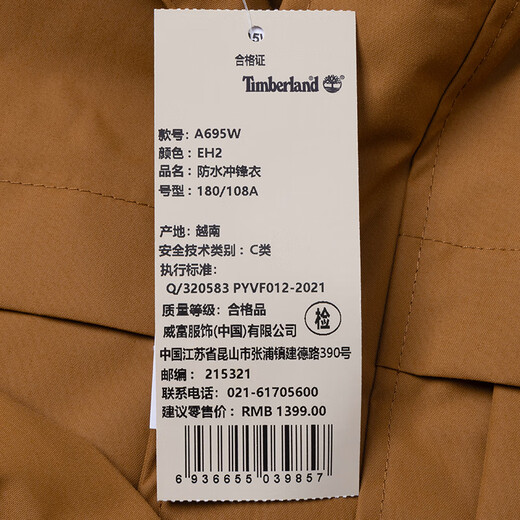 合格证
Timberland
款号：A695W
颜色：EH2
品名：防水冲锋衣
号型：180/108A
产地：越南
安全技术类别：C类
执行标准：
Q/320583 PYVF012-2021
质量等级：合格品
威富服饰(中国)有限公司
检
中国江苏省昆山市张浦镇建德路390号
邮编：215321
联系电话：021-61705600
建议零售价：RMB 1399.00
6 936655 039857